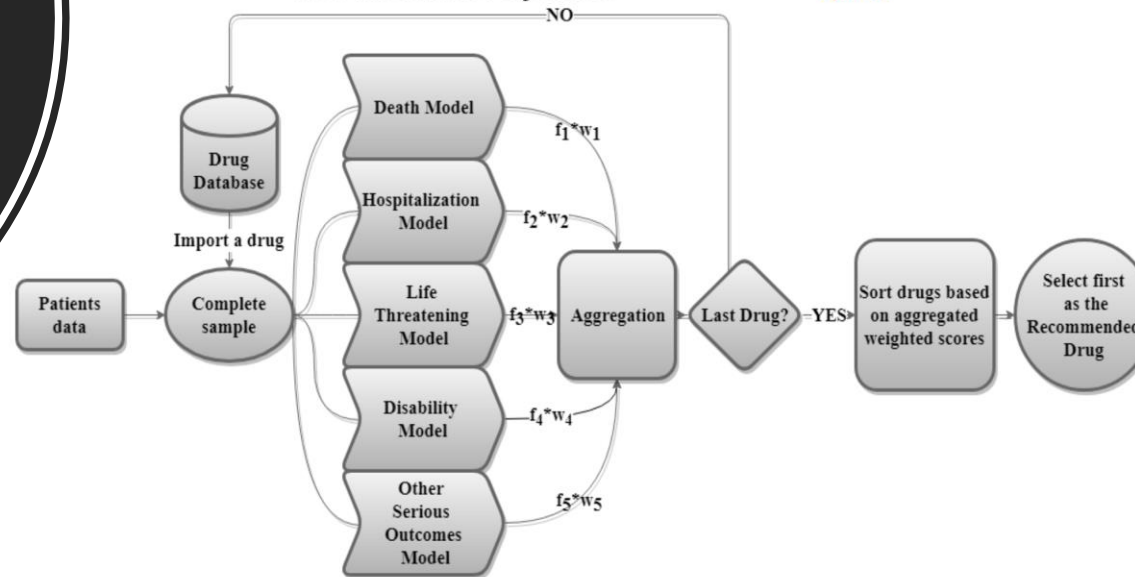 NO
Death Model
f1*w1
Drug
Database
Hospitalization
Model
f2*w2
Import a drug
Patients
data
Complete
sample
Life
Threatening
Model
f3*w3
Aggregation
Last Drug?
YES
Sort drugs based
on aggregated
weighted scores
Select first
as the
Recommended
Drug
Disability
Model
f4*w4
Other
Serious
Outcomes
Model
f5*w5